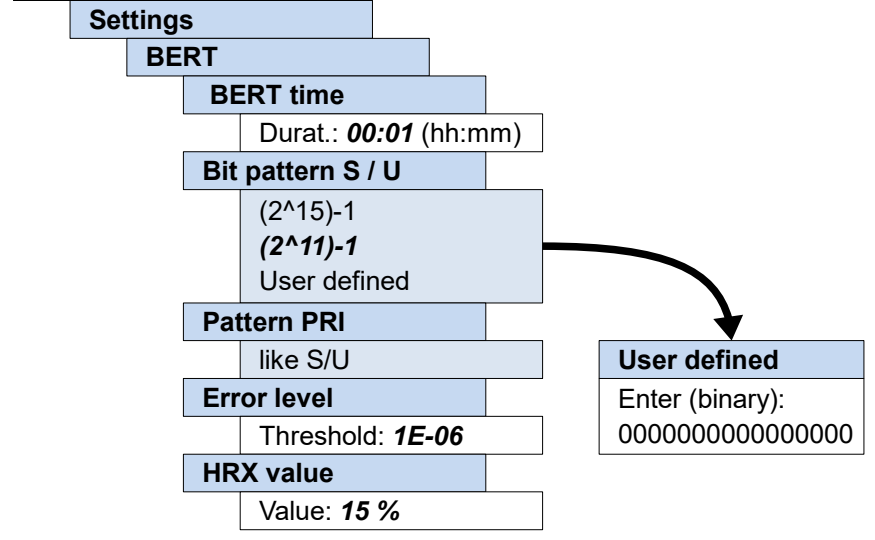 Settings
BERT
BERT time
Durat.: 00:01 (hh:mm)
Bit pattern S / U
(2^15)-1
(2^11)-1
User defined
Pattern PRI
like S/U
Error level
Threshold: 1E-06
HRX value
Value: 15 %
User defined
Enter (binary):
0000000000000000